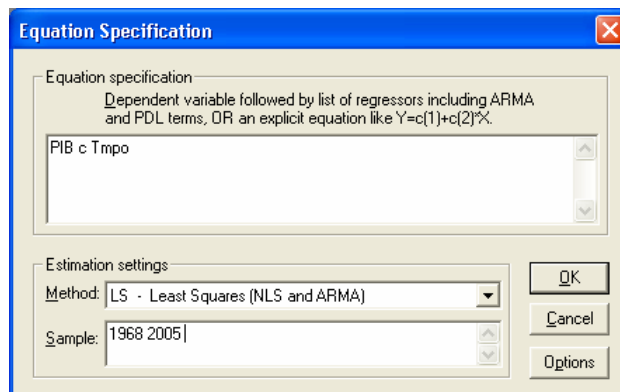 Equation Specification
Equation specification
Dependent variable followed by list of regressors including ARMA
and PDL terms, OR an explicit equation like Y=c(1)+c(2)*X.
PIB c Tmpo
Estimation settings
Method: LS - Least Squares (NLS and ARMA)
Sample: 1968 2005
OK
Cancel
Options